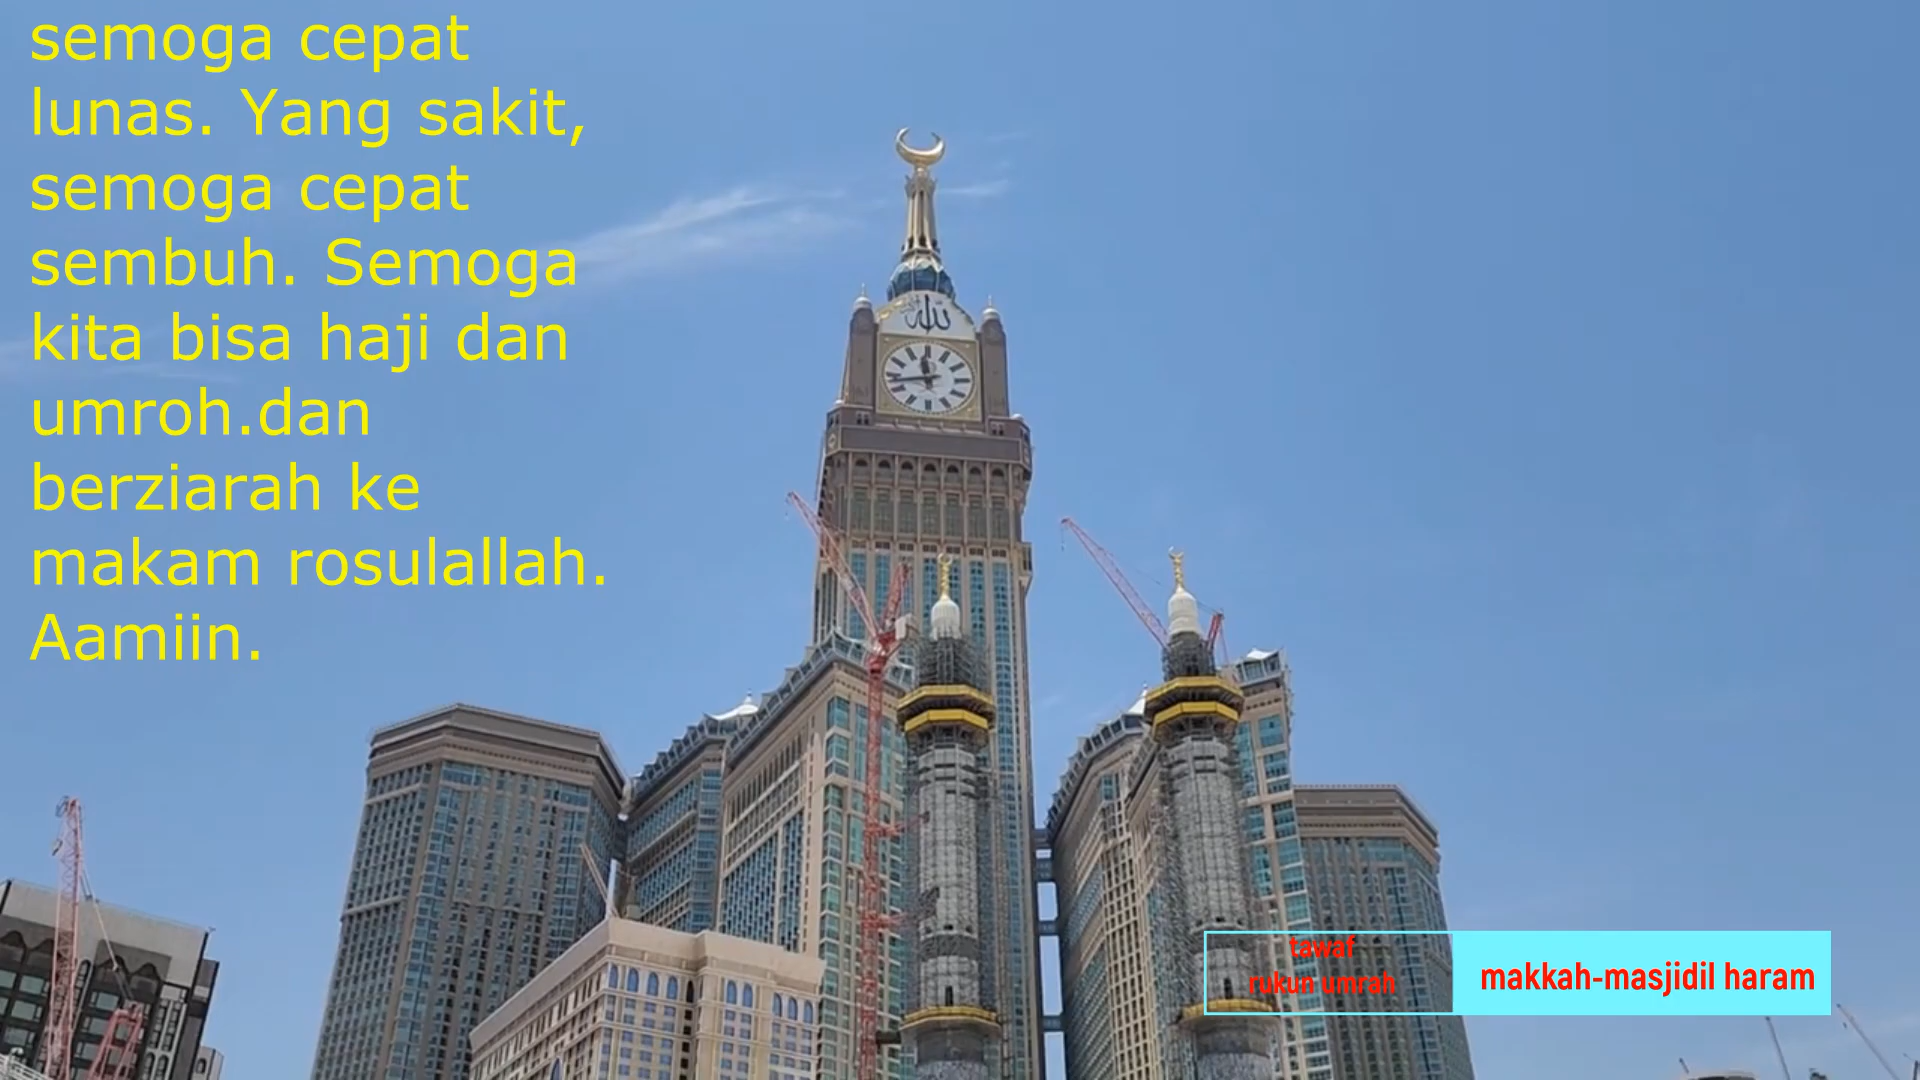 semoga cepat
lunas. Yang sakit,
semoga cepat
sembuh. Semoga
kita bisa haji dan
umroh.dan
berziarah ke
makam rosulallah.
Aamiin.
الله
tawaf
rukun umrah
makkah-masjidil haram